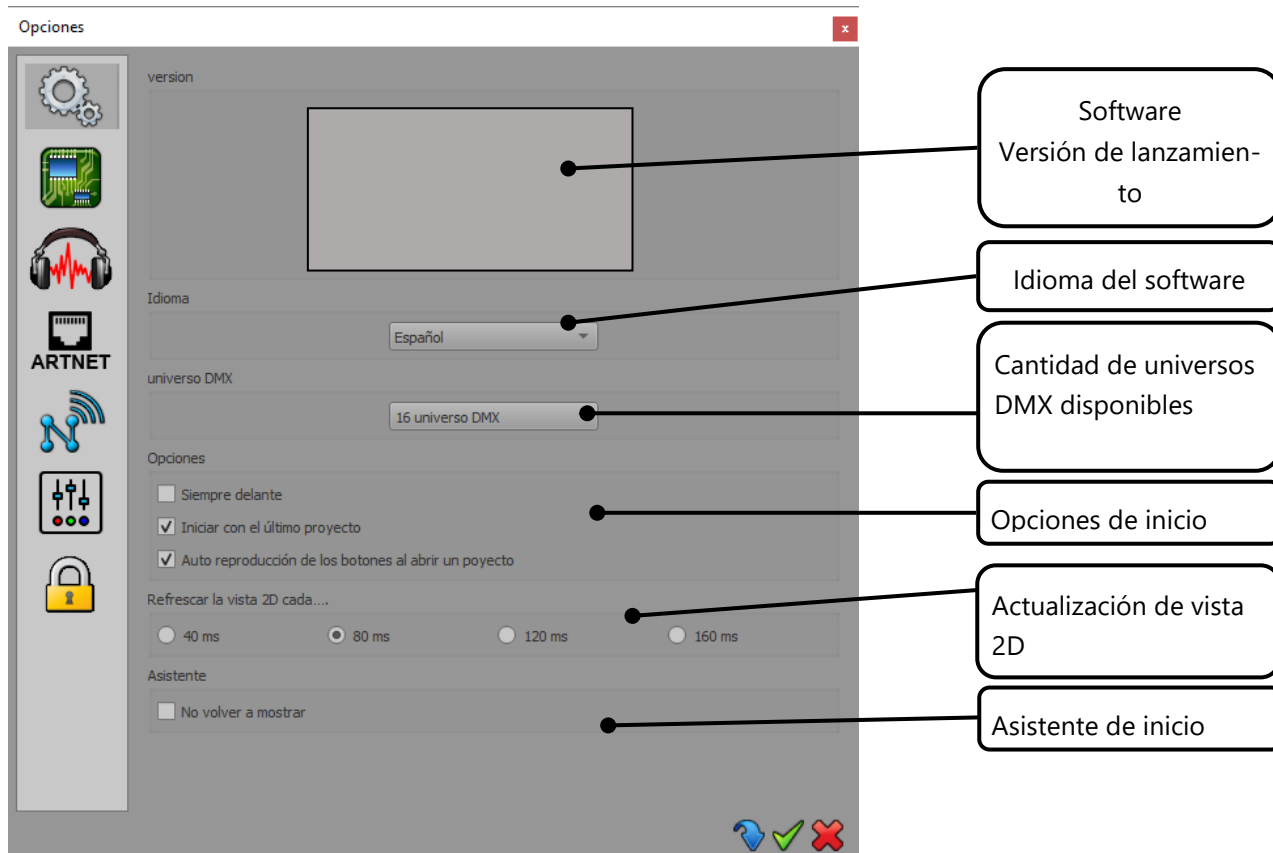 Opciones
x
version
Software
Versión de lanzamien-
to
Idioma
Español
Idioma del software
universo DMX
16 universo DMX
Cantidad de universos
DMX disponibles
ARTNET
N
Opciones
Siempre delante
Iniciar con el último proyecto
Auto reproducción de los botones al abrir un poyecto
Opciones de inicio
Refrescar la vista 2D cada....
40 ms
80 ms
120 ms
160 ms
Actualización de vista
2D
Asistente
No volver a mostrar
Asistente de inicio